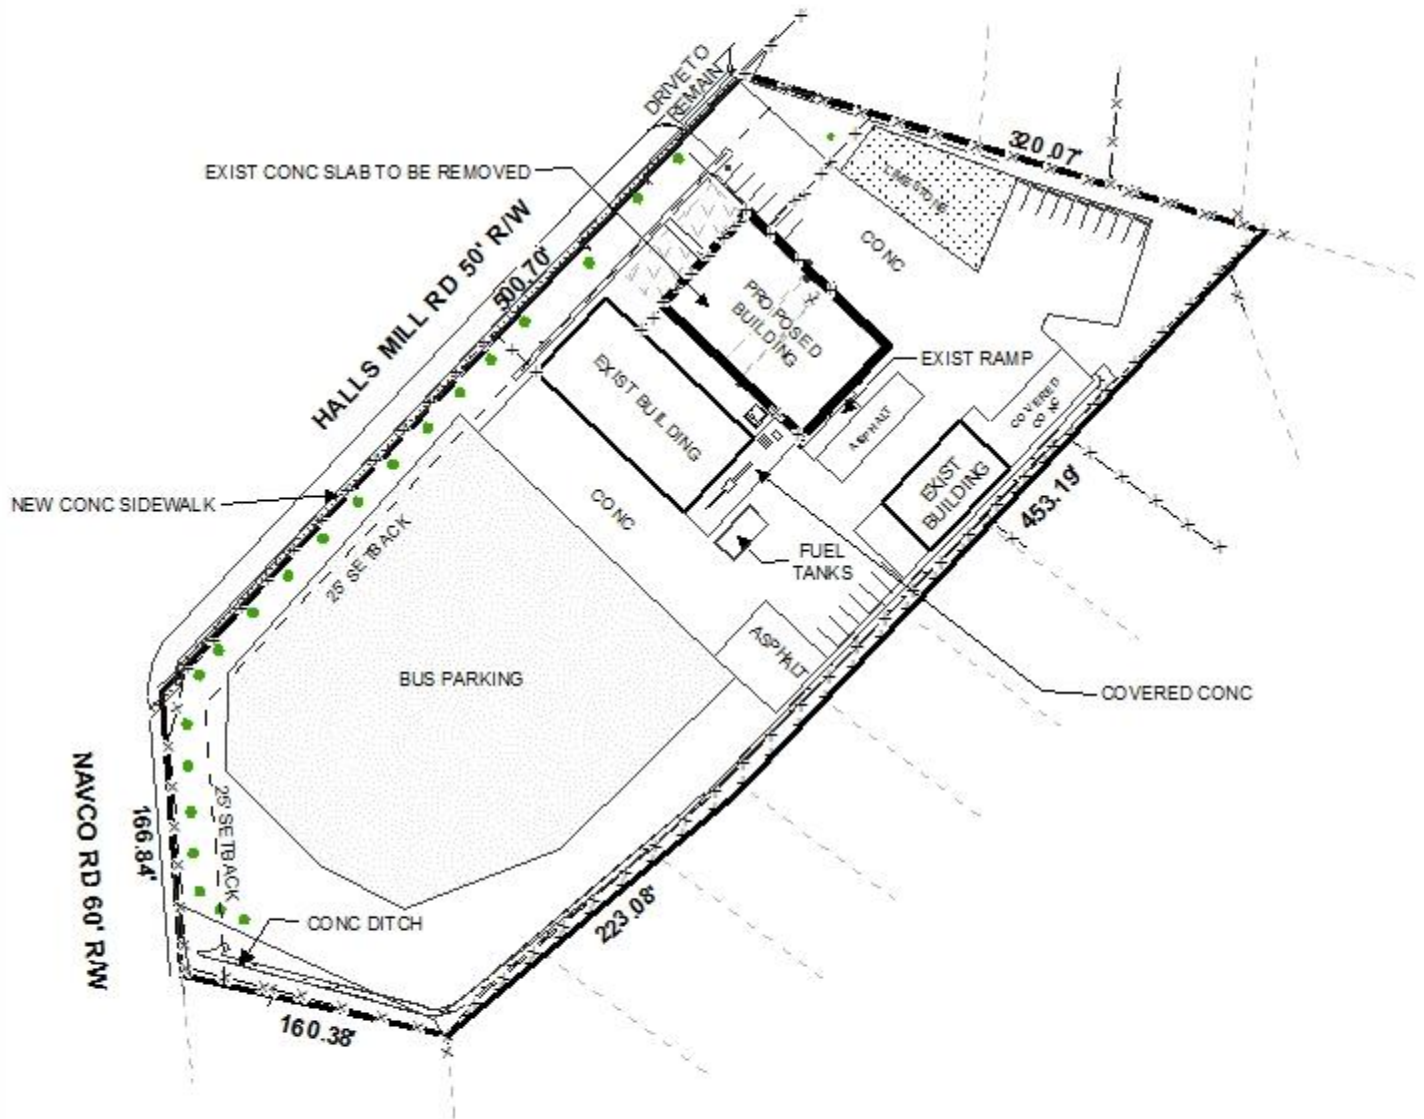 DRIVE TO
REMAIN
320.07'
EXIST CONC SLAB TO BE REMOVED
LIMESTONE
HALLS MILL RD 50' R/W
500.70'
CONC
PROPOSED
BUILDING
EXIST RAMP
EXIST BUILDING
ASPHALT
COVERED
CONC
EXIST
BUILDING
453.19'
NEW CONC SIDEWALK
CONC
25' SETBACK
FUEL
TANKS
ASPHALT
BUS PARKING
COVERED CONC
NAVCO RD 60' R/W
166.84'
25' SETBACK
CONC DITCH
223.08'
160.38'